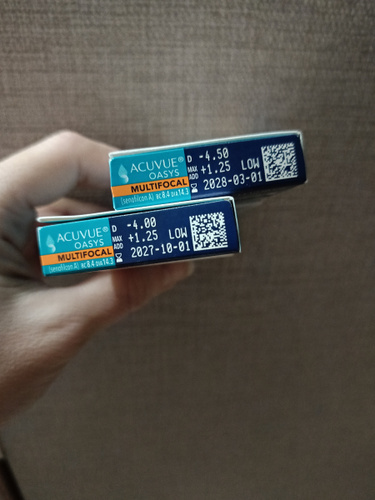 ACUVUE®
OASYS
MULTIFOCAL
(senofilcon A) BC 8.4 DIA 14.3
D -4.50
MAX ADD +1.25 LOW
2028-03-01
ACUVUE®
OASYS
MULTIFOCAL
(senofilcon A) BC 8.4 DIA 14.3
D -4.00
MAX ADD +1.25 LOW
2027-10-01